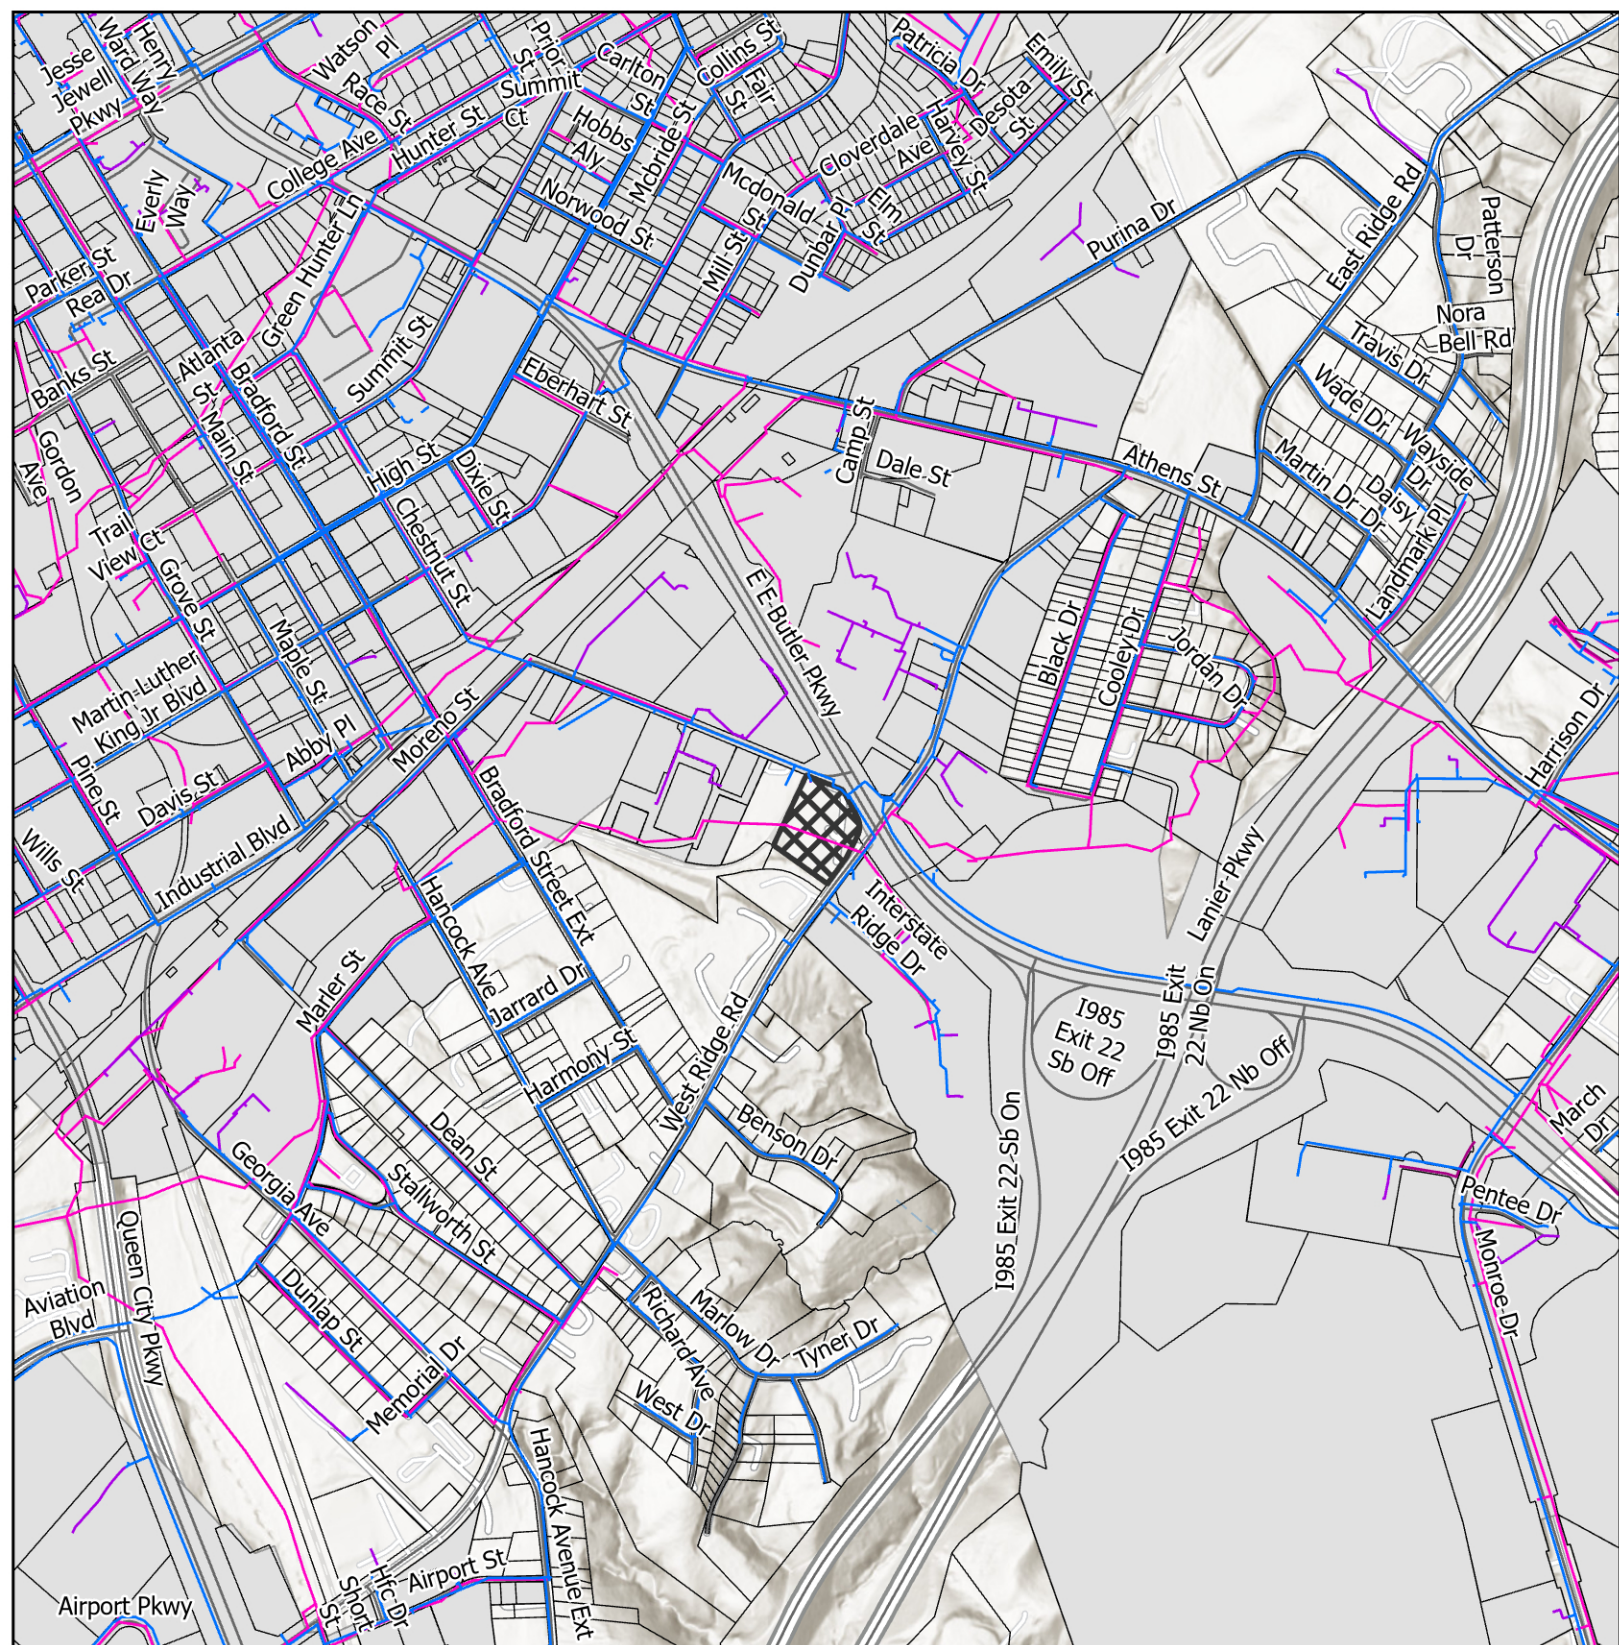 Jesse
Jewell
Pkwy
Ward Way
Henry
Way
Watson
Pl
Race St
Prior
St
Summit
Ct
Carlton
St
Collins St
Fair
St
Patricia Dr
Emily St
Desota
St
Harvey St
Cloverdale
Ave
Hobbs
Aly
Mcbride St
Hunter St
College Ave
Everly
Way
Norwood St
Mcdonald
St
Elm
St
Dunbar Pl
Mill St
Purina Dr
East Ridge Rd
Patterson
Dr
Nora
Bell Rd
Parker St
Rea Dr
Green Hunter Ln
Banks St
Atlanta
St
Summit St
Bradford St
Main St
Eberhart St
Travis Dr
Wade Dr
Wayside
Dr
Camp St
Dale St
Athens St
Martin Dr
Daisy
Dr
Landmark Pl
Gordon
Ave
High St
Dixie St
Chestnut St
Trail
View Ct
Grove St
E E Butler Pkwy
Black Dr
Cooley Dr
Jordan Dr
Martin Luther
King Jr Blvd
Maple St
Moreno St
Abby Pl
Pine St
Davis St
Harrison Dr
Wills St
Industrial Blvd
Bradford Street Ext
Lanier Pkwy
Interstate
Ridge Dr
Hancock Ave
Marler St
Jarrard Dr
Harmony St
West Ridge Rd
I985
Exit 22
Sb Off
I985 Exit
22 Nb On
I985 Exit 22 Nb Off
I985 Exit 22 Sb On
March
Dr
Benson Dr
Dean St
Stallworth St
Georgia Ave
Pentee Dr
Monroe Dr
Queen City Pkwy
Aviation
Blvd
Dunlap St
Memorial Dr
Richard Ave
Marlow Dr
Tyner Dr
West Dr
Hancock Avenue Ext
Airport St
Hfc Dr
Short
St
Airport Pkwy